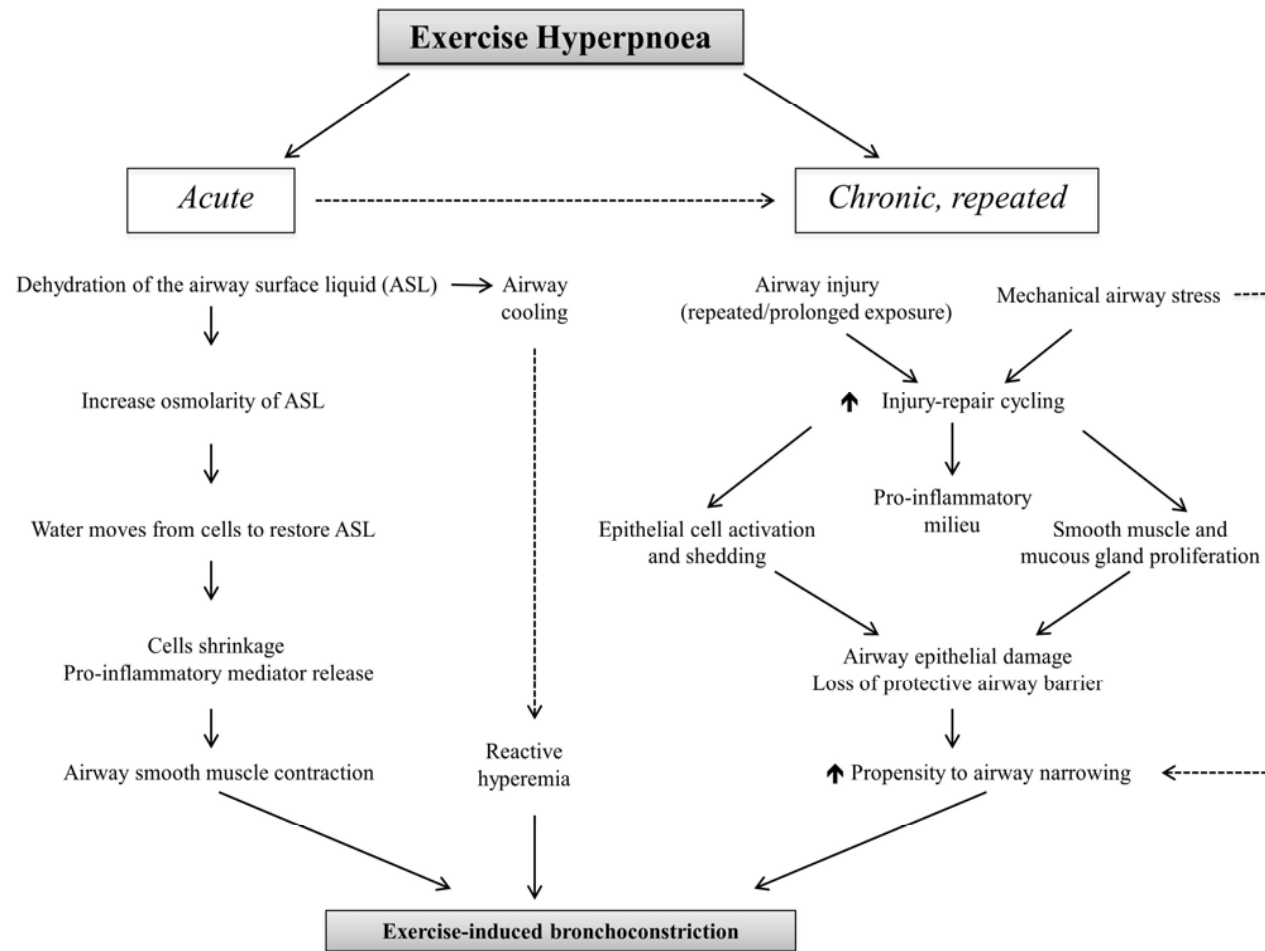 Exercise Hyperpnoea
Acute
Chronic, repeated
Dehydration of the airway surface liquid (ASL)
Airway
cooling
Increase osmolarity of ASL
Water moves from cells to restore ASL
Cells shrinkage
Pro-inflammatory mediator release
Airway smooth muscle contraction
Reactive
hyperemia
Airway injury
(repeated/prolonged exposure)
Mechanical airway stress
Injury-repair cycling
Epithelial cell activation
and shedding
Pro-inflammatory
milieu
Smooth muscle and
mucous gland proliferation
Airway epithelial damage
Loss of protective airway barrier
Propensity to airway narrowing
Exercise-induced bronchoconstriction